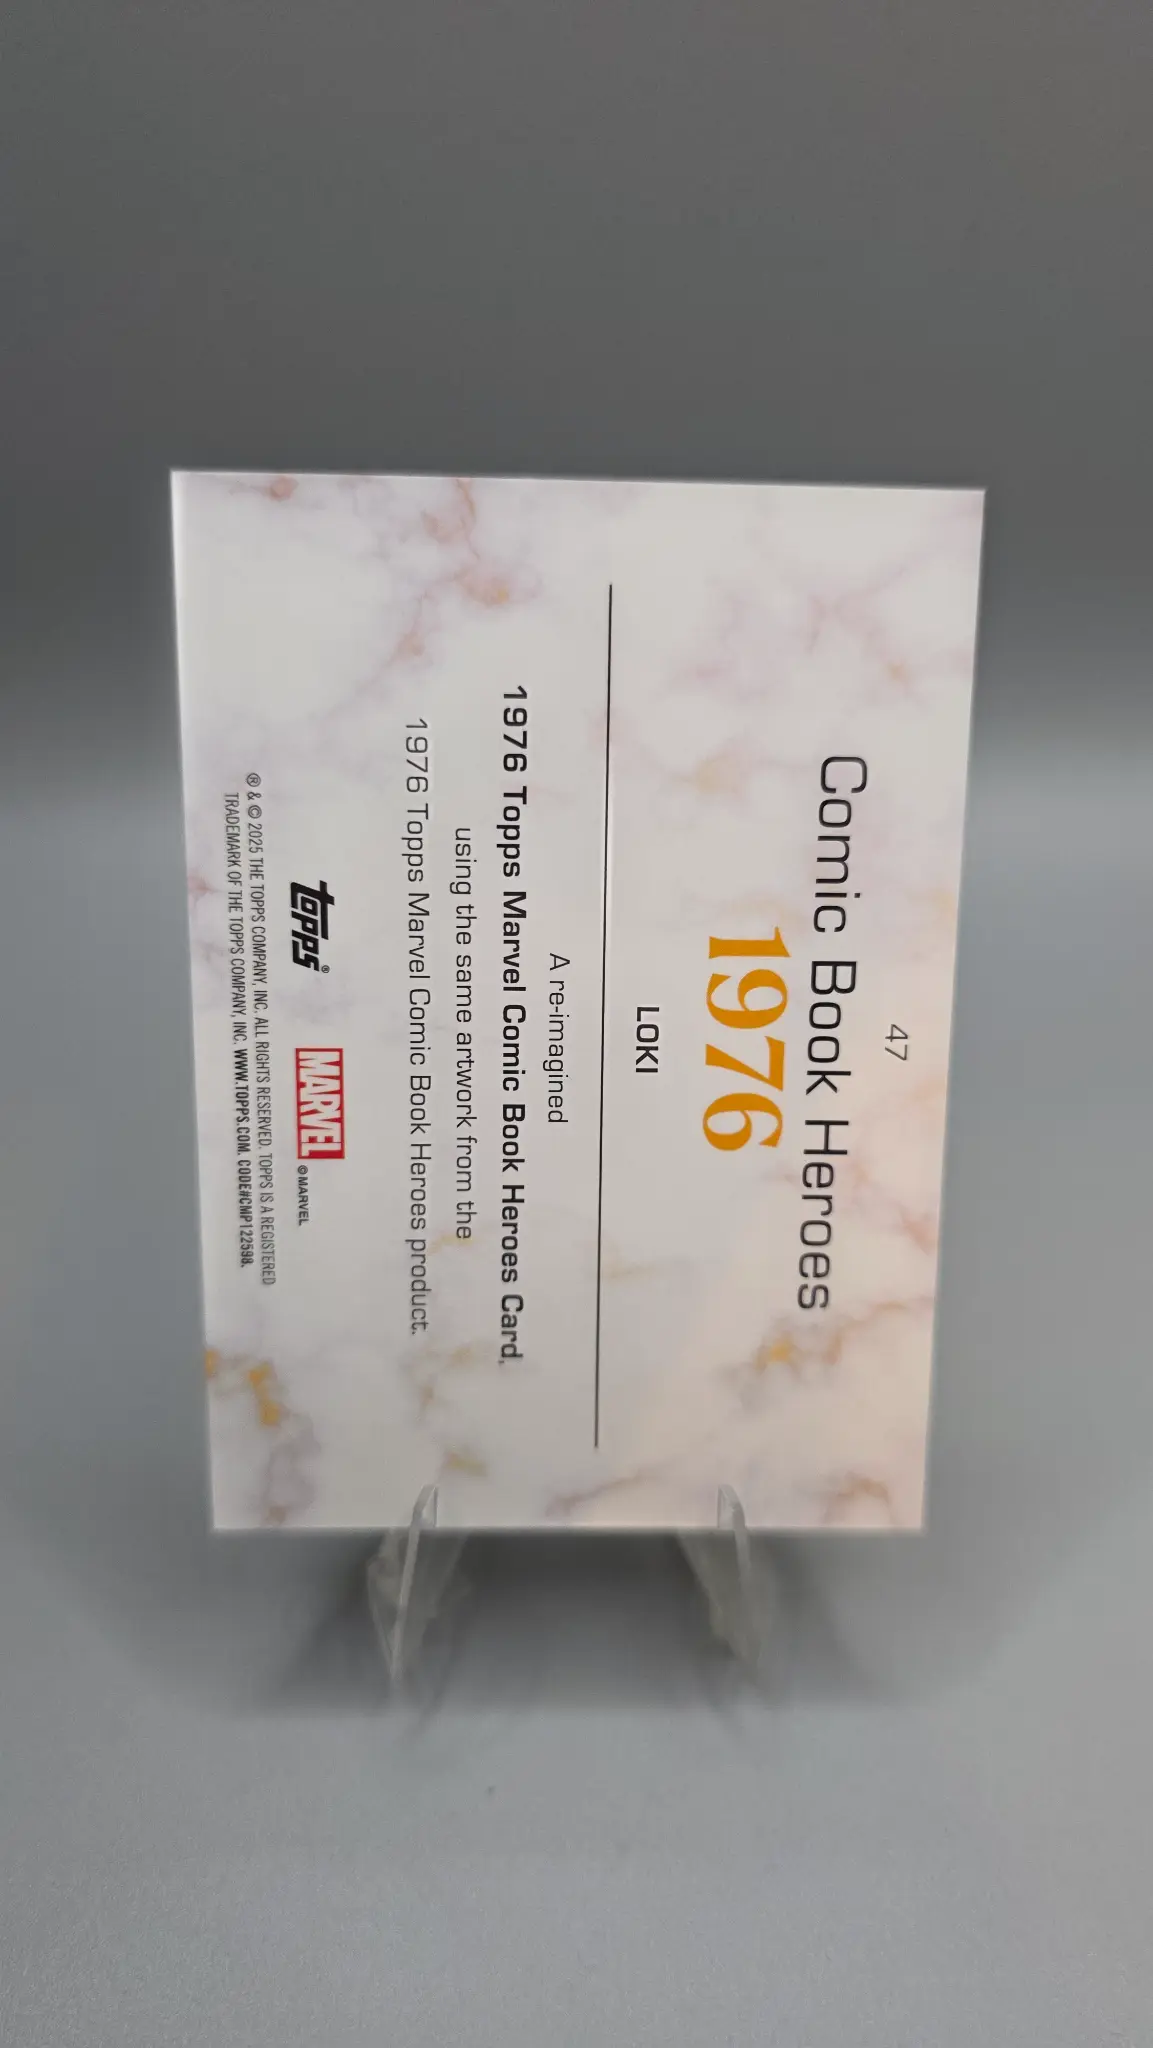 47
Comic Book Heroes
1976
LOKI
A re-imagined
1976 Topps Marvel Comic Book Heroes Card,
using the same artwork from the
1976 Topps Marvel Comic Book Heroes product.
topps® MARVEL ©MARVEL
® & © 2025 THE TOPPS COMPANY, INC. ALL RIGHTS RESERVED. TOPPS IS A REGISTERED
TRADEMARK OF THE TOPPS COMPANY, INC. WWW.TOPPS.COM. CODE#CMP122598.